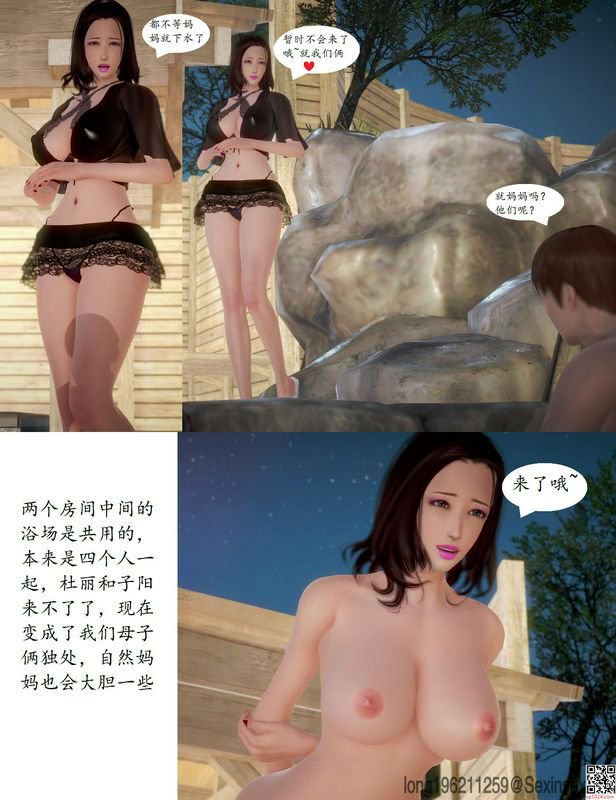 都不等妈
妈就下水了
暂时不会来了
哦~就我们俩
就妈妈吗？
他们呢？
两个房间中间的
浴场是共用的，
本来是四个人一
起，杜丽和子阳
来不了了，现在
变成了我们母子
俩独处，自然妈
妈也会大胆一些
来了哦~
long196211259@Sexins